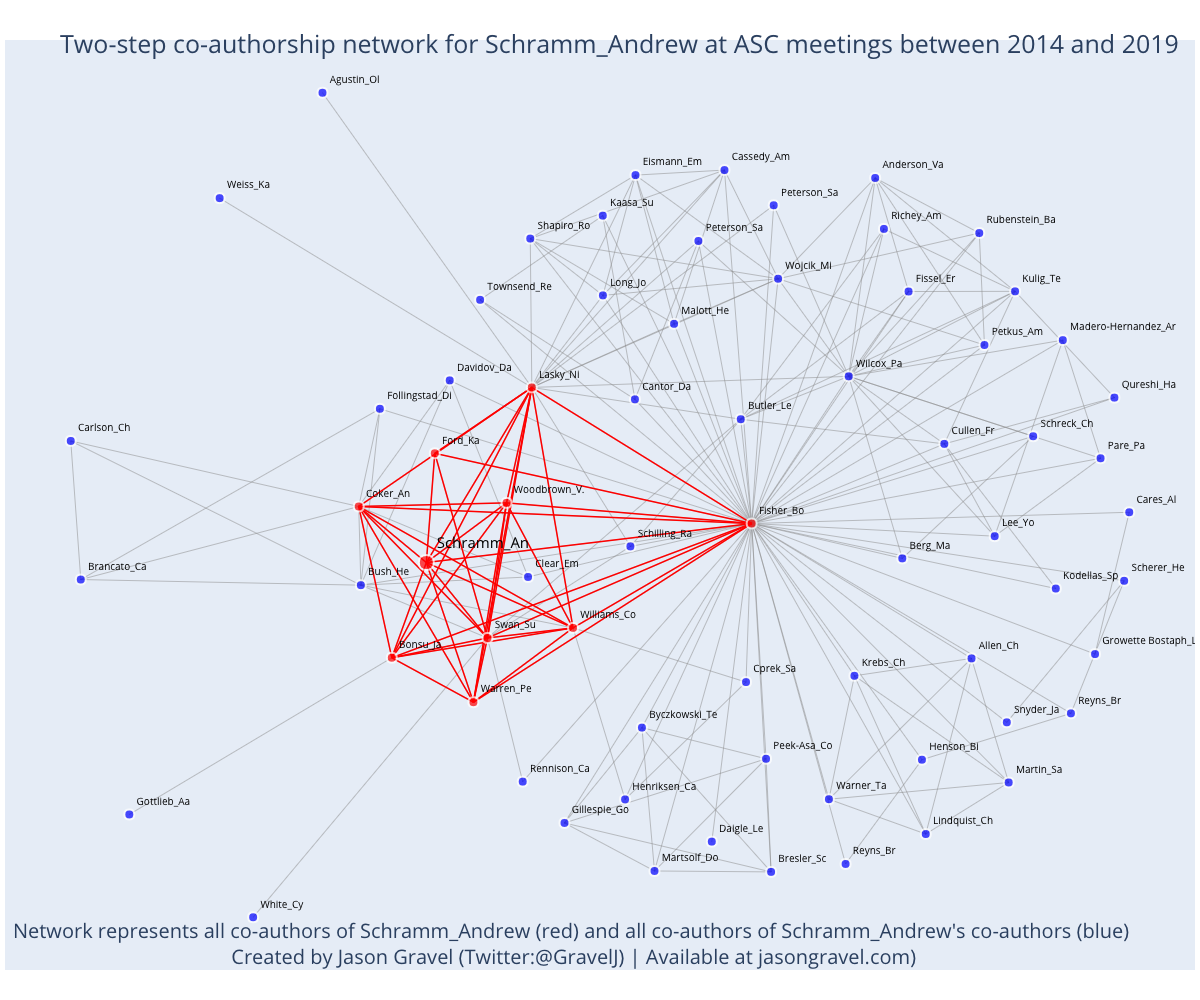 Two-step co-authorship network for Schramm_Andrew at ASC meetings between 2014 and 2019
Agustin_Ol
Eismann_Em
Cassedy_Am
Anderson_Va
Weiss_Ka
Kaasa_Su
Peterson_Sa
Richey_Am
Rubenstein_Ba
Shapiro_Ro
Peterson_Sa
Wojcik_Mi
Fissel_Er
Kulig_Te
Townsend_Re
Long_Jo
Malott_He
Petkus_Am
Madero-Hernandez_Ar
Davidov_Da
Lasky_Ni
Wilcox_Pa
Follingstad_Di
Cantor_Da
Qureshi_Ha
Butler_Le
Carlson_Ch
Ford_Ka
Cullen_Fr
Schreck_Ch
Pare_Pa
Coker_An
Woodbrown_V.
Fisher_Bo
Cares_Al
Lee_Yo
Schramm_An
Schilling_Ra
Berg_Ma
Brancato_Ca
Bush_He
Clear_Em
Kodellas_Sp
Scherer_He
Swan_Su
Williams_Co
Bonsu_Ja
Allen_Ch
Growette Bostaph_L
Warren_Pe
Cprek_Sa
Krebs_Ch
Byczkowski_Te
Snyder_Ja
Reyns_Br
Rennison_Ca
Peek-Asa_Co
Henson_Bi
Gottlieb_Aa
Henriksen_Ca
Warner_Ta
Martin_Sa
Gillespie_Go
Daigle_Le
Lindquist_Ch
Martsolf_Do
Bresler_Sc
Reyns_Br
White_Cy
Network represents all co-authors of Schramm_Andrew (red) and all co-authors of Schramm_Andrew's co-authors (blue)
Created by Jason Gravel (Twitter:@GravelJ) | Available at jasongravel.com)